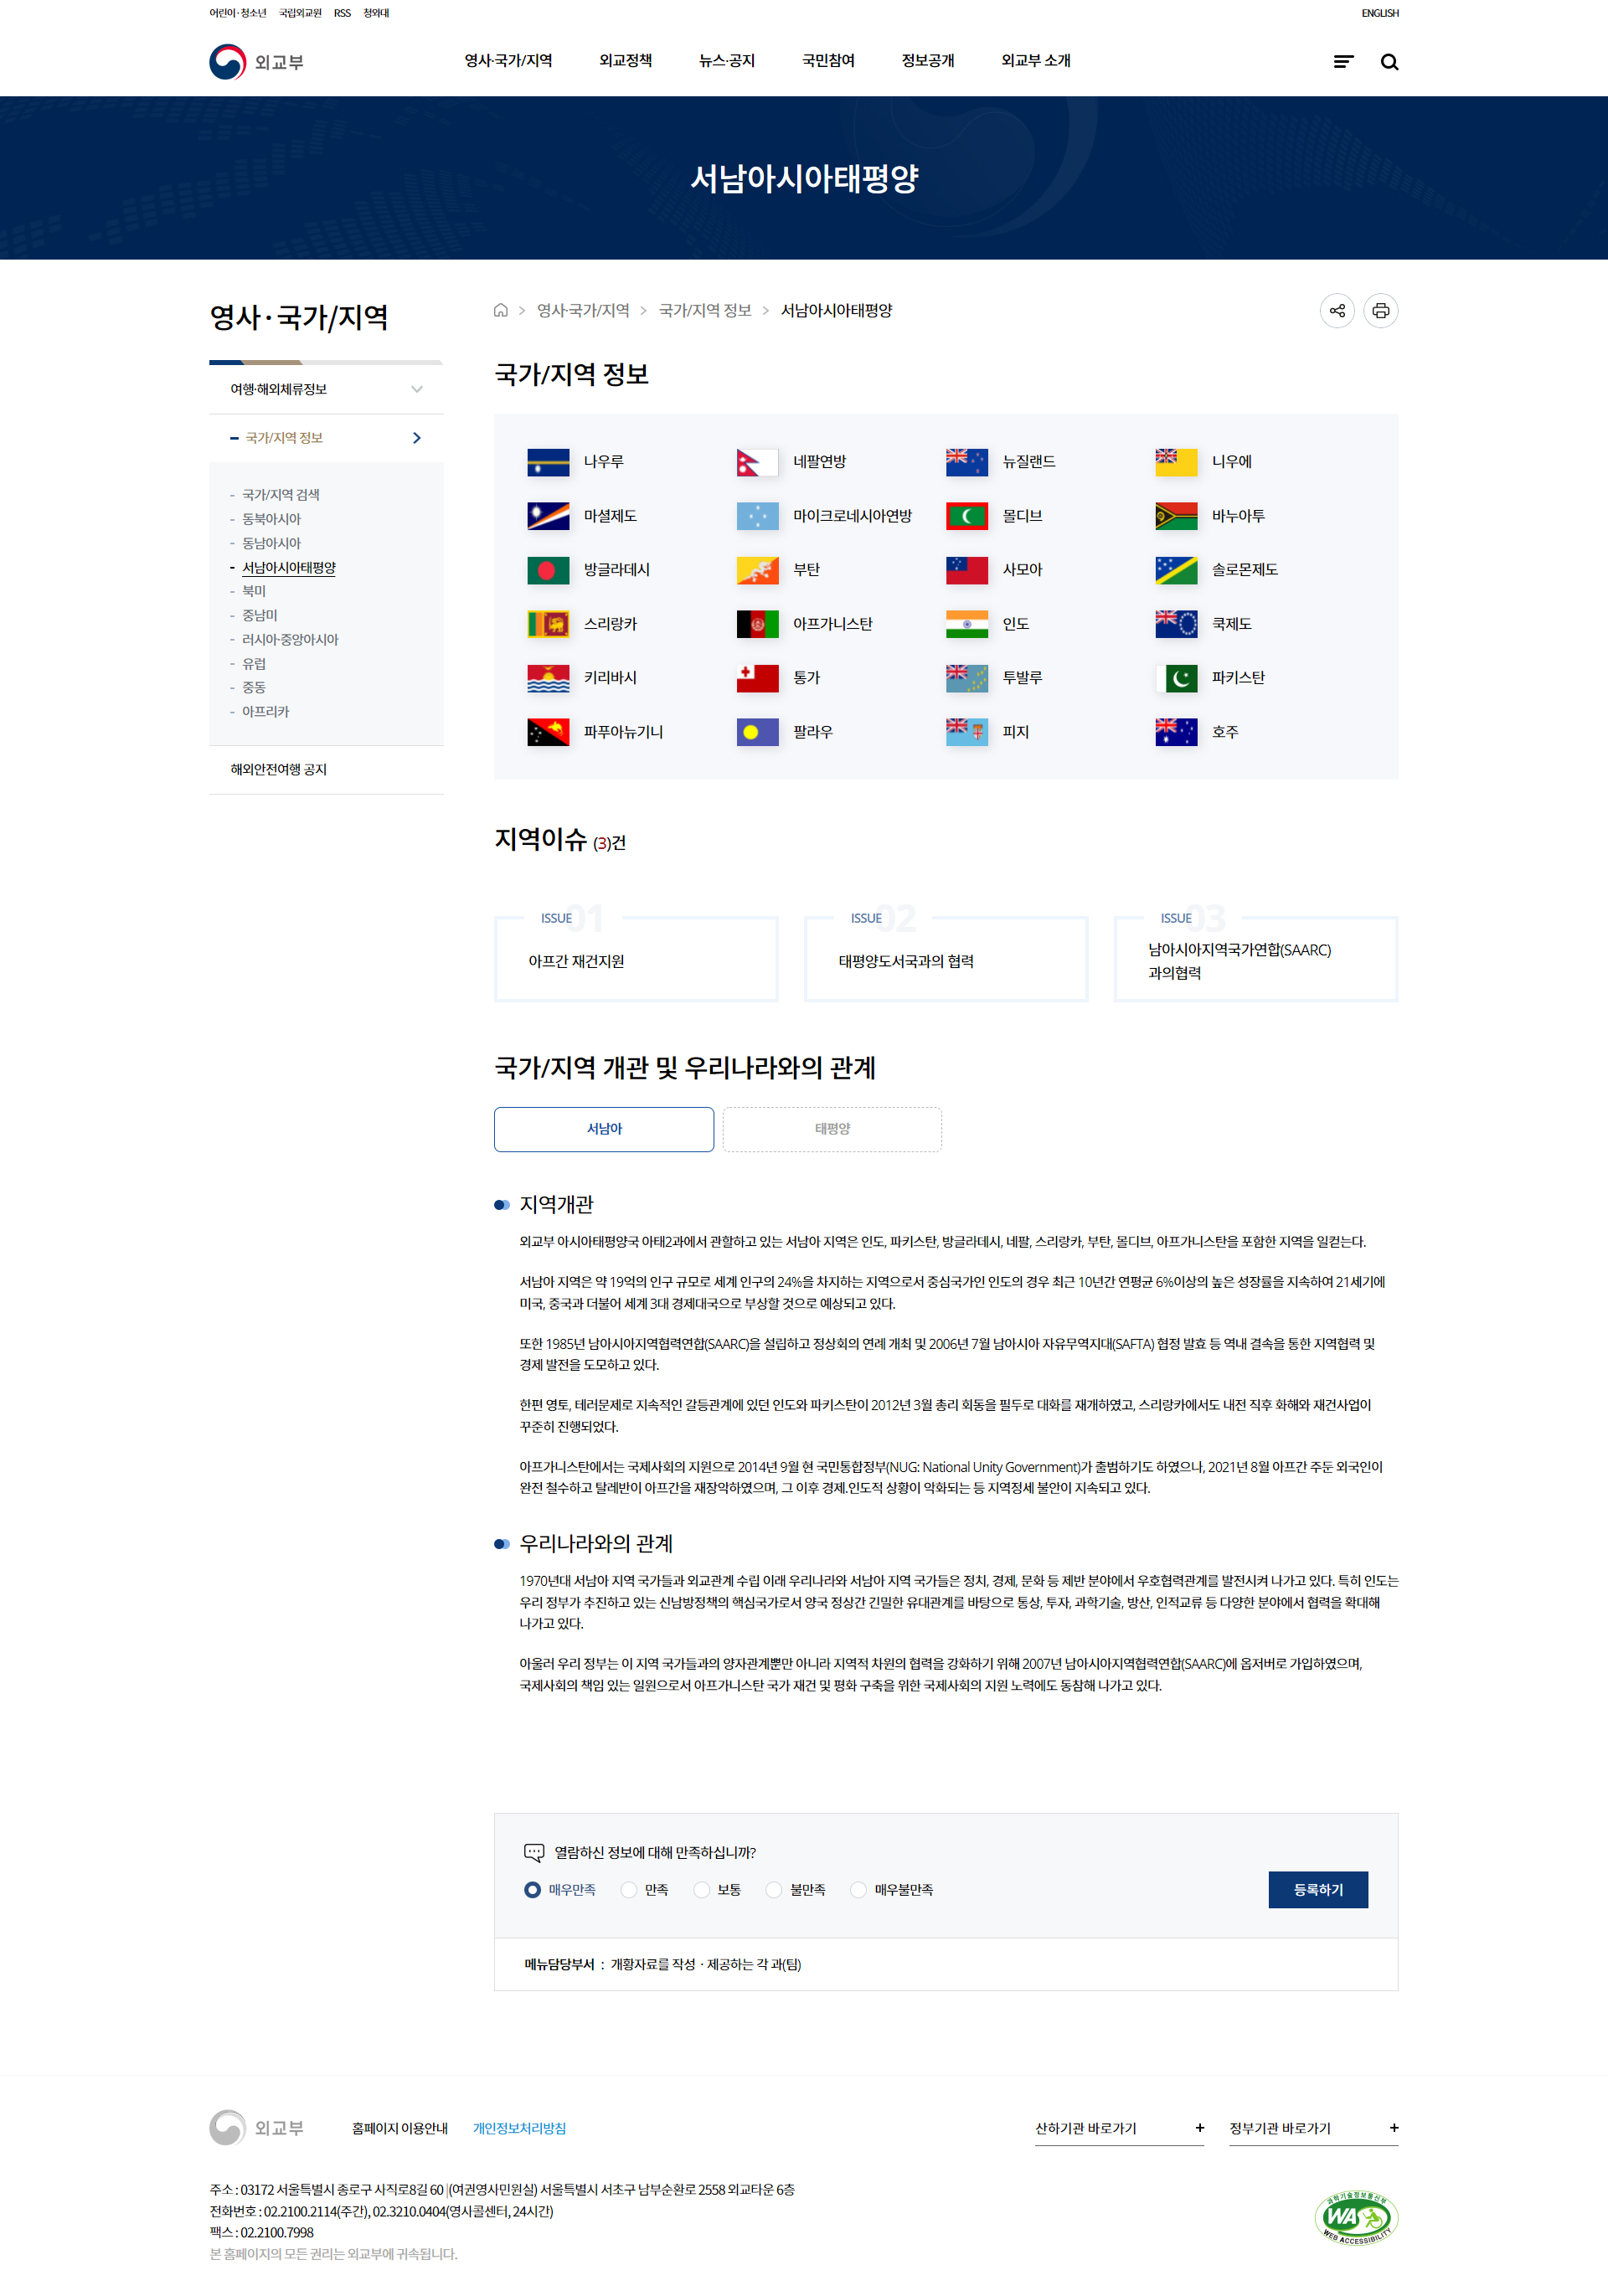 어린이·청소년 국립외교원 RSS 청와대 ENGLISH
외교부 영사·국가/지역 외교정책 뉴스·공지 국민참여 정보공개 외교부 소개
서남아시아태평양
영사·국가/지역
여행·해외체류정보
국가/지역 정보
- 국가/지역 검색
- 동북아시아
- 동남아시아
- 서남아시아태평양
- 북미
- 중남미
- 러시아·중앙아시아
- 유럽
- 중동
- 아프리카
해외안전여행 공지
영사·국가/지역 > 국가/지역 정보 > 서남아시아태평양
국가/지역 정보
나우루 네팔연방 뉴질랜드 니우에
마셜제도 마이크로네시아연방 몰디브 바누아투
방글라데시 부탄 사모아 솔로몬제도
스리랑카 아프가니스탄 인도 쿡제도
키리바시 통가 투발루 파키스탄
파푸아뉴기니 팔라우 피지 호주
지역이슈 (3)건
ISSUE 01
아프간 재건지원
ISSUE 02
태평양도서국과의 협력
ISSUE 03
남아시아지역국가연합(SAARC)
과의협력
국가/지역 개관 및 우리나라와의 관계
서남아 태평양
지역개관
외교부 아시아태평양국 아태2과에서 관할하고 있는 서남아 지역은 인도, 파키스탄, 방글라데시, 네팔, 스리랑카, 부탄, 몰디브, 아프가니스탄을 포함한 지역을 일컫는다.
서남아 지역은 약 19억의 인구 규모로 세계 인구의 24%을 차지하는 지역으로서 중심국가인 인도의 경우 최근 10년간 연평균 6%이상의 높은 성장률을 지속하여 21세기에
미국, 중국과 더불어 세계 3대 경제대국으로 부상할 것으로 예상되고 있다.
또한 1985년 남아시아지역협력연합(SAARC)을 설립하고 정상회의 연례 개최 및 2006년 7월 남아시아 자유무역지대(SAFTA) 협정 발효 등 역내 결속을 통한 지역협력 및
경제 발전을 도모하고 있다.
한편 영토, 테러문제로 지속적인 갈등관계에 있던 인도와 파키스탄이 2012년 3월 총리 회동을 필두로 대화를 재개하였고, 스리랑카에서도 내전 직후 화해와 재건사업이
꾸준히 진행되었다.
아프가니스탄에서는 국제사회의 지원으로 2014년 9월 현 국민통합정부(NUG: National Unity Government)가 출범하기도 하였으나, 2021년 8월 아프간 주둔 외국인이
완전 철수하고 탈레반이 아프간을 재장악하였으며, 그 이후 경제.인도적 상황이 악화되는 등 지역정세 불안이 지속되고 있다.
우리나라와의 관계
1970년대 서남아 지역 국가들과 외교관계 수립 이래 우리나라와 서남아 지역 국가들은 정치, 경제, 문화 등 제반 분야에서 우호협력관계를 발전시켜 나가고 있다. 특히 인도는
우리 정부가 추진하고 있는 신남방정책의 핵심국가로서 양국 정상간 긴밀한 유대관계를 바탕으로 통상, 투자, 과학기술, 방산, 인적교류 등 다양한 분야에서 협력을 확대해
나가고 있다.
아울러 우리 정부는 이 지역 국가들과의 양자관계뿐만 아니라 지역적 차원의 협력을 강화하기 위해 2007년 남아시아지역협력연합(SAARC)에 옵저버로 가입하였으며,
국제사회의 책임 있는 일원으로서 아프가니스탄 국가 재건 및 평화 구축을 위한 국제사회의 지원 노력에도 동참해 나가고 있다.
열람하신 정보에 대해 만족하십니까?
매우만족 만족 보통 불만족 매우불만족 등록하기
메뉴담당부서 : 개황자료를 작성ㆍ제공하는 각 과(팀)
외교부 홈페이지 이용안내 개인정보처리방침 산하기관 바로가기 + 정부기관 바로가기 +
주소 : 03172 서울특별시 종로구 사직로8길 60 |(여권영사민원실) 서울특별시 서초구 남부순환로 2558 외교타운 6층
전화번호 : 02.2100.2114(주간), 02.3210.0404(영사콜센터, 24시간)
팩스 : 02.2100.7998
본 홈페이지의 모든 권리는 외교부에 귀속됩니다.
과학기술정보통신부
WA
WEB ACCESSIBILITY